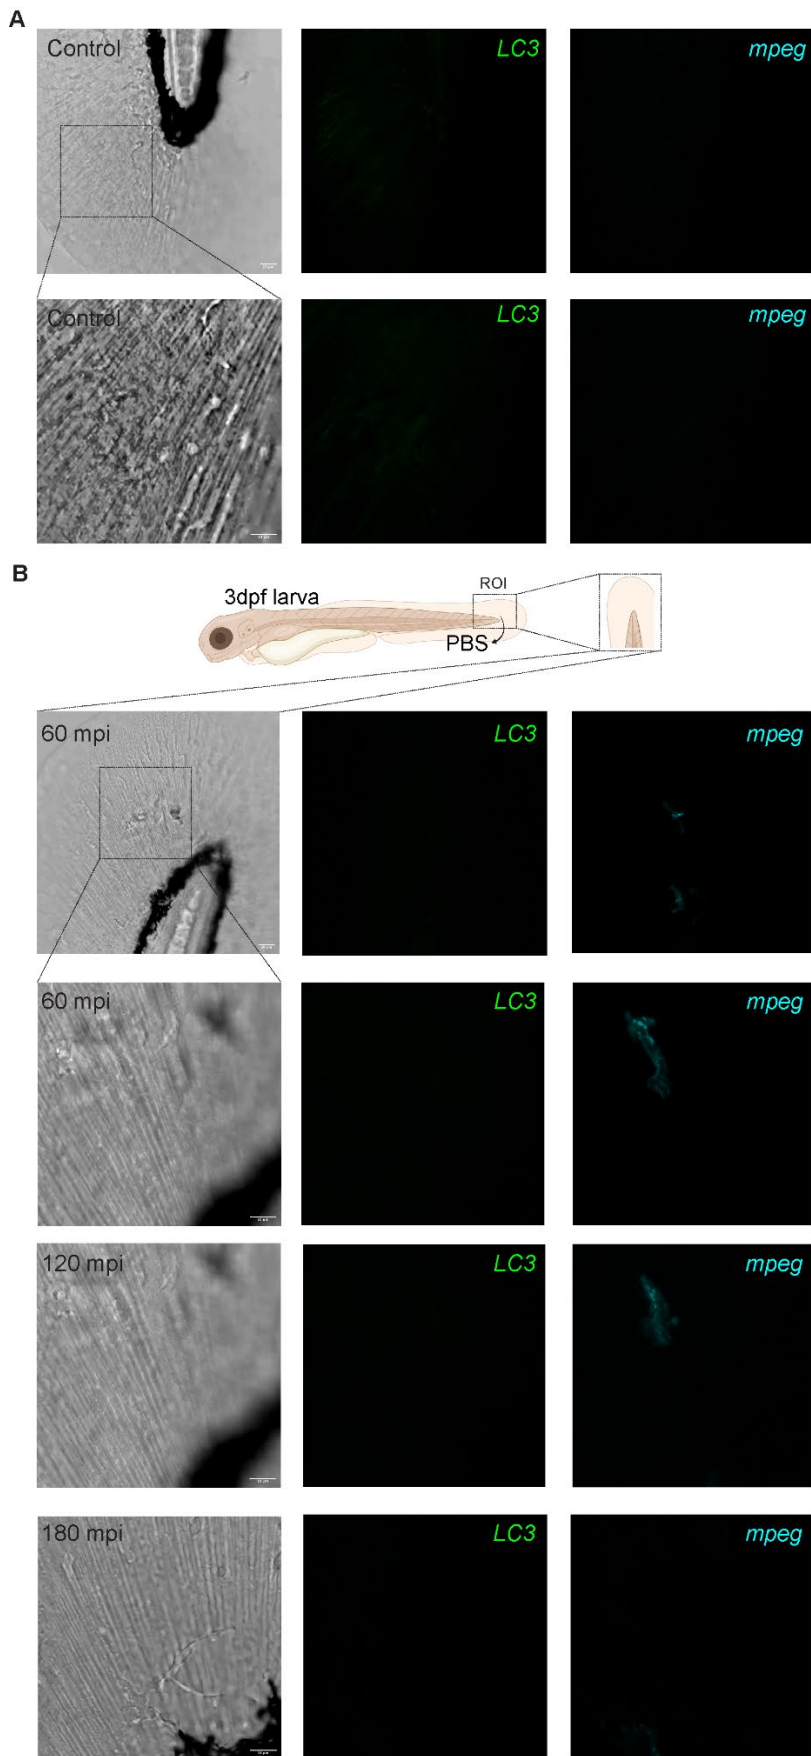 A
Control
LC3
mpeg
Control
LC3
mpeg
B
3dpf larva
ROI
PBS
60 mpi
LC3
mpeg
60 mpi
LC3
mpeg
120 mpi
LC3
mpeg
180 mpi
LC3
mpeg